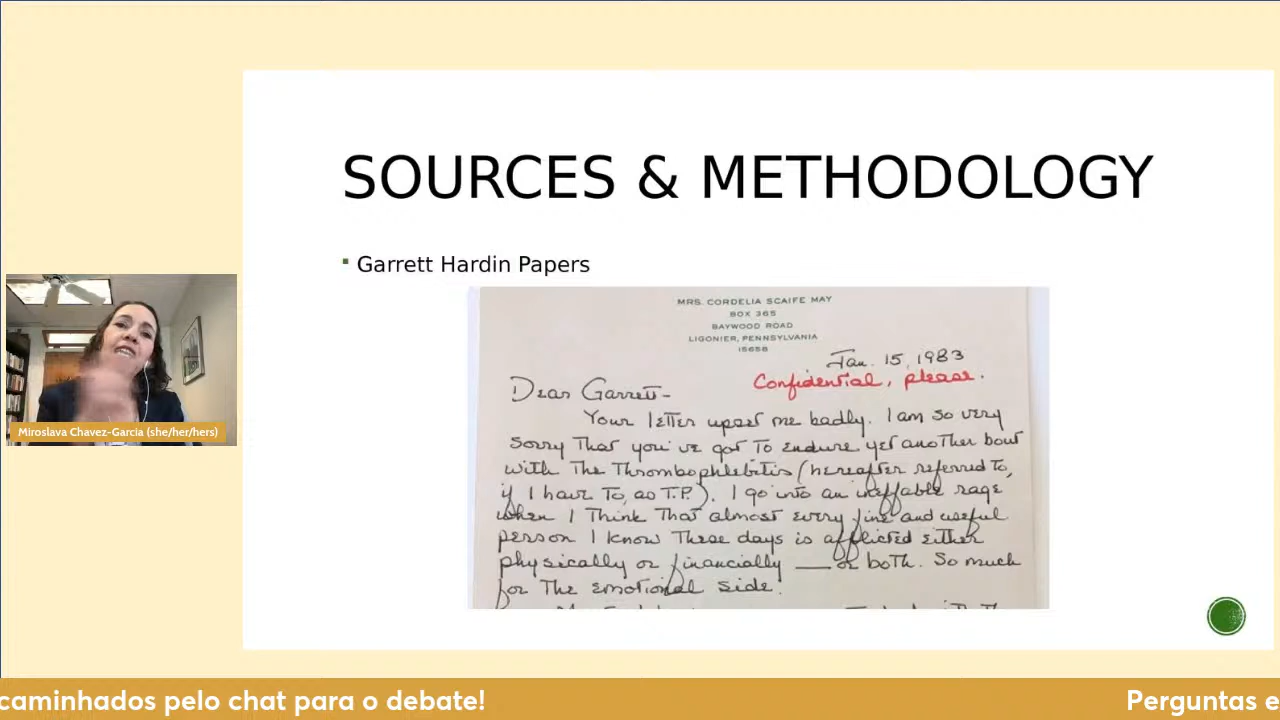 SOURCES & METHODOLOGY
Garrett Hardin Papers
MRS. CORDELIA SCAIFE MAY
BOX 365
BAYWOOD ROAD
LIGONIER, PENNSYLVANIA
15658
Jan. 15, 1983
Confidential, please.
Dear Garrett-
Your letter upset me badly. I am so very
sorry that you've got to endure yet another bout
with the thrombophlebitis (hereafter referred to,
if I have to, as T.P.). I go into an ineffable rage
when I think that almost every fine and useful
person I know these days is afflicted either
physically or financially — or both. So much
for the emotional side.
Miroslava Chavez-Garcia (she/her/hers)
caminhados pelo chat para o debate!
Perguntas e